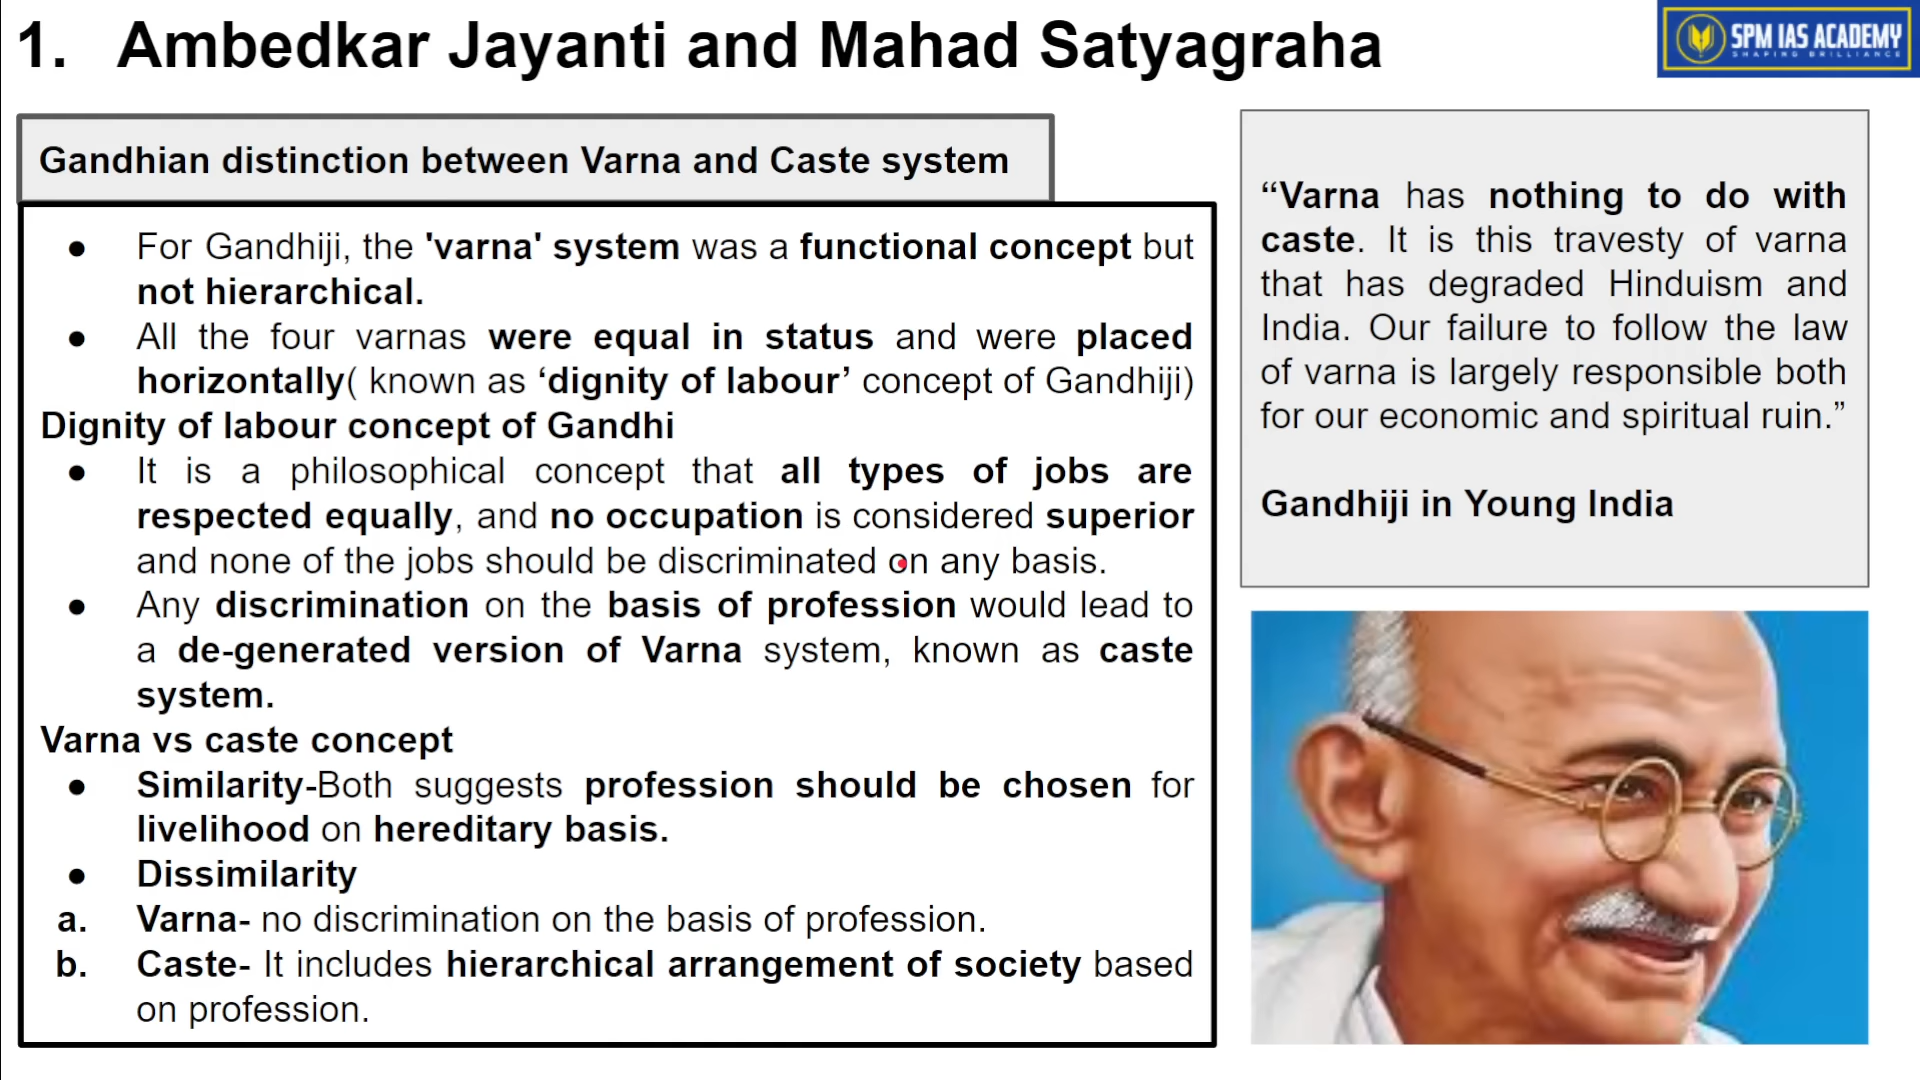 1. Ambedkar Jayanti and Mahad Satyagraha
SPM IAS ACADEMY
SHAPING BRILLIANCE
Gandhian distinction between Varna and Caste system
● For Gandhiji, the 'varna' system was a functional concept but
not hierarchical.
● All the four varnas were equal in status and were placed
horizontally( known as ‘dignity of labour’ concept of Gandhiji)
Dignity of labour concept of Gandhi
● It is a philosophical concept that all types of jobs are
respected equally, and no occupation is considered superior
and none of the jobs should be discriminated on any basis.
● Any discrimination on the basis of profession would lead to
a de-generated version of Varna system, known as caste
system.
Varna vs caste concept
● Similarity-Both suggests profession should be chosen for
livelihood on hereditary basis.
● Dissimilarity
a. Varna- no discrimination on the basis of profession.
b. Caste- It includes hierarchical arrangement of society based
on profession.
“Varna has nothing to do with
caste. It is this travesty of varna
that has degraded Hinduism and
India. Our failure to follow the law
of varna is largely responsible both
for our economic and spiritual ruin.”
Gandhiji in Young India